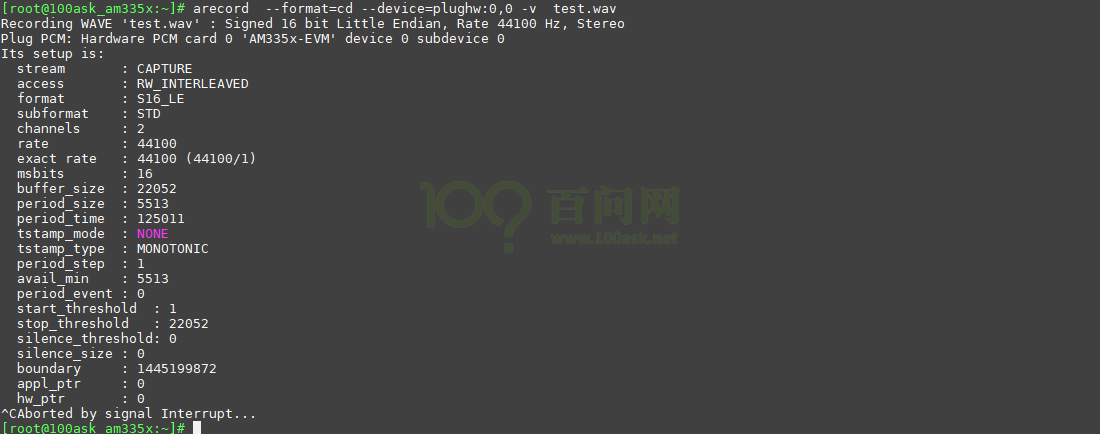 [root@100ask_am335x:~]# arecord  --format=cd --device=plughw:0,0 -v  test.wav
Recording WAVE 'test.wav' : Signed 16 bit Little Endian, Rate 44100 Hz, Stereo
Plug PCM: Hardware PCM card 0 'AM335x-EVM' device 0 subdevice 0
Its setup is:
  stream       : CAPTURE
  access       : RW_INTERLEAVED
  format       : S16_LE
  subformat    : STD
  channels     : 2
  rate         : 44100
  exact rate   : 44100 (44100/1)
  msbits       : 16
  buffer_size  : 22052
  period_size  : 5513
  period_time  : 125011
  tstamp_mode  : NONE
  tstamp_type  : MONOTONIC
  period_step  : 1
  avail_min    : 5513
  period_event : 0
  start_threshold  : 1
  stop_threshold   : 22052
  silence_threshold: 0
  silence_size : 0
  boundary     : 1445199872
  appl_ptr     : 0
  hw_ptr       : 0
^CAborted by signal Interrupt...
[root@100ask_am335x:~]#
100? 百问网
www.100ask.net